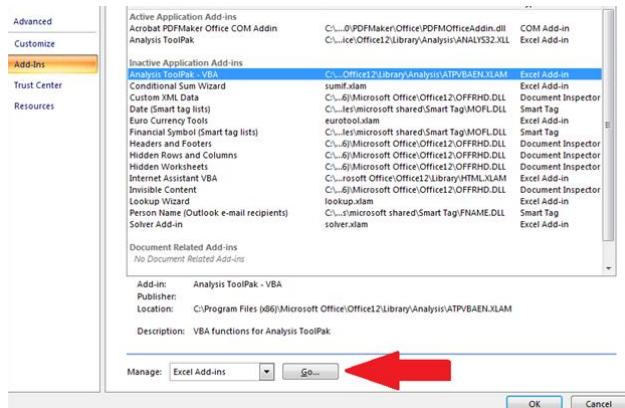 Advanced
Customize
Add-Ins
Trust Center
Resources
Active Application Add-ins
Acrobat PDFMaker Office COM Addin C:\...0\PDFMaker\Office\PDFMOfficeAddin.dll COM Add-in
Analysis ToolPak C:\...ice\Office12\Library\Analysis\ANALYS32.XLL Excel Add-in
Inactive Application Add-ins
Analysis ToolPak - VBA C:\...Office12\Library\Analysis\ATPVBAEN.XLAM Excel Add-in
Conditional Sum Wizard sumif.xlam Excel Add-in
Custom XML Data C:\...6)\Microsoft Office\Office12\OFFRHD.DLL Document Inspector
Date (Smart tag lists) C:\...les\microsoft shared\Smart Tag\MOFL.DLL Smart Tag
Euro Currency Tools eurotool.xlam Excel Add-in
Financial Symbol (Smart tag lists) C:\...les\microsoft shared\Smart Tag\MOFL.DLL Smart Tag
Headers and Footers C:\...6)\Microsoft Office\Office12\OFFRHD.DLL Document Inspector
Hidden Rows and Columns C:\...6)\Microsoft Office\Office12\OFFRHD.DLL Document Inspector
Hidden Worksheets C:\...6)\Microsoft Office\Office12\OFFRHD.DLL Document Inspector
Internet Assistant VBA C:\...rosoft Office\Office12\Library\HTML.XLAM Excel Add-in
Invisible Content C:\...6)\Microsoft Office\Office12\OFFRHD.DLL Document Inspector
Lookup Wizard lookup.xlam Excel Add-in
Person Name (Outlook e-mail recipients) C:\...s\microsoft shared\Smart Tag\FNAME.DLL Smart Tag
Solver Add-in solver.xlam Excel Add-in
Document Related Add-ins
No Document Related Add-ins
Add-in: Analysis ToolPak - VBA
Publisher:
Location: C:\Program Files (x86)\Microsoft Office\Office12\Library\Analysis\ATPVBAEN.XLAM
Description: VBA functions for Analysis ToolPak
Manage: Excel Add-ins Go...
OK Cancel